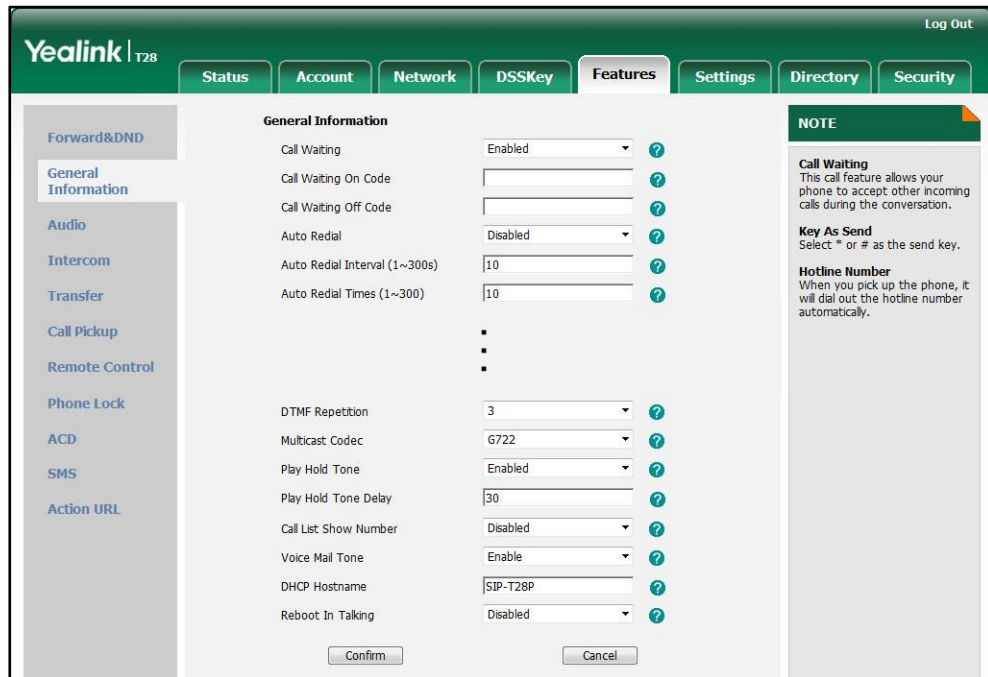 Log Out
Yealink T28
Status Account Network DSSKey Features Settings Directory Security
Forward&DND
General
Information
Audio
Intercom
Transfer
Call Pickup
Remote Control
Phone Lock
ACD
SMS
Action URL
General Information
Call Waiting Enabled ?
Call Waiting On Code ?
Call Waiting Off Code ?
Auto Redial Disabled ?
Auto Redial Interval (1~300s) 10 ?
Auto Redial Times (1~300) 10 ?
DTMF Repetition 3 ?
Multicast Codec G722 ?
Play Hold Tone Enabled ?
Play Hold Tone Delay 30 ?
Call List Show Number Disabled ?
Voice Mail Tone Enable ?
DHCP Hostname SIP-T28P ?
Reboot In Talking Disabled ?
Confirm Cancel
NOTE
Call Waiting
This call feature allows your
phone to accept other incoming
calls during the conversation.
Key As Send
Select * or # as the send key.
Hotline Number
When you pick up the phone, it
will dial out the hotline number
automatically.